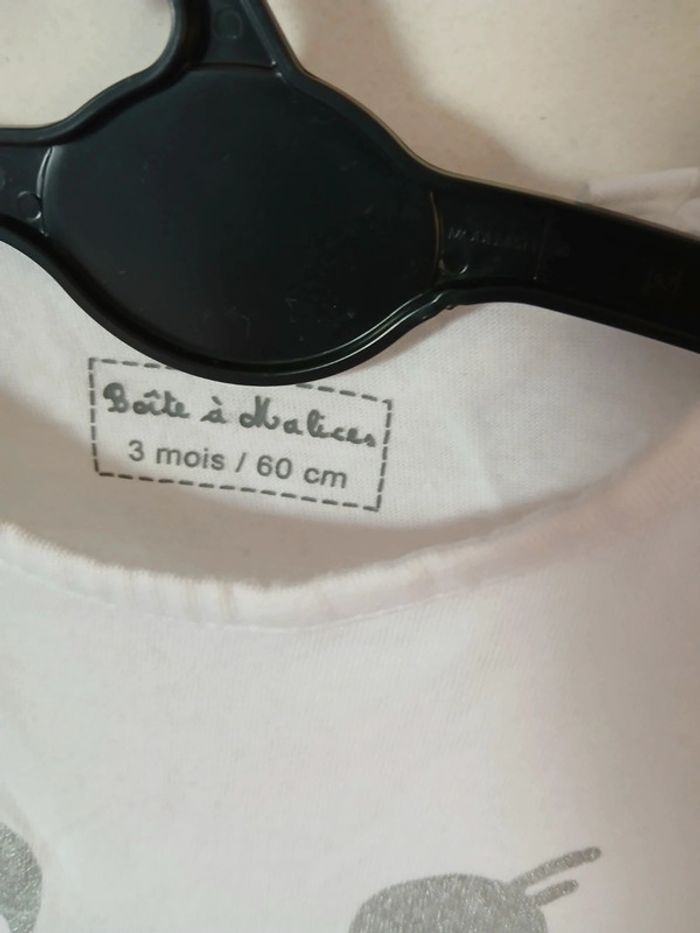 Boîte à Malices
3 mois / 60 cm